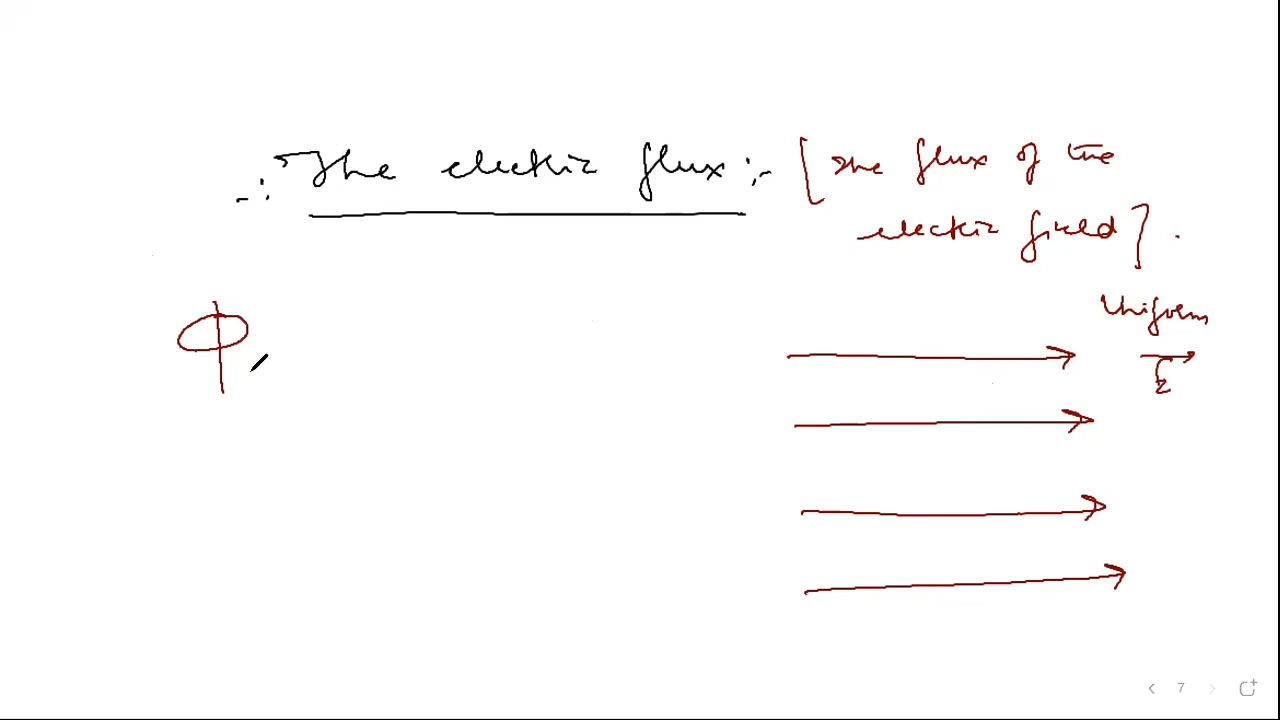 -: The electric flux :- [The flux of the
electric field].
Φ
Uniform
E
7